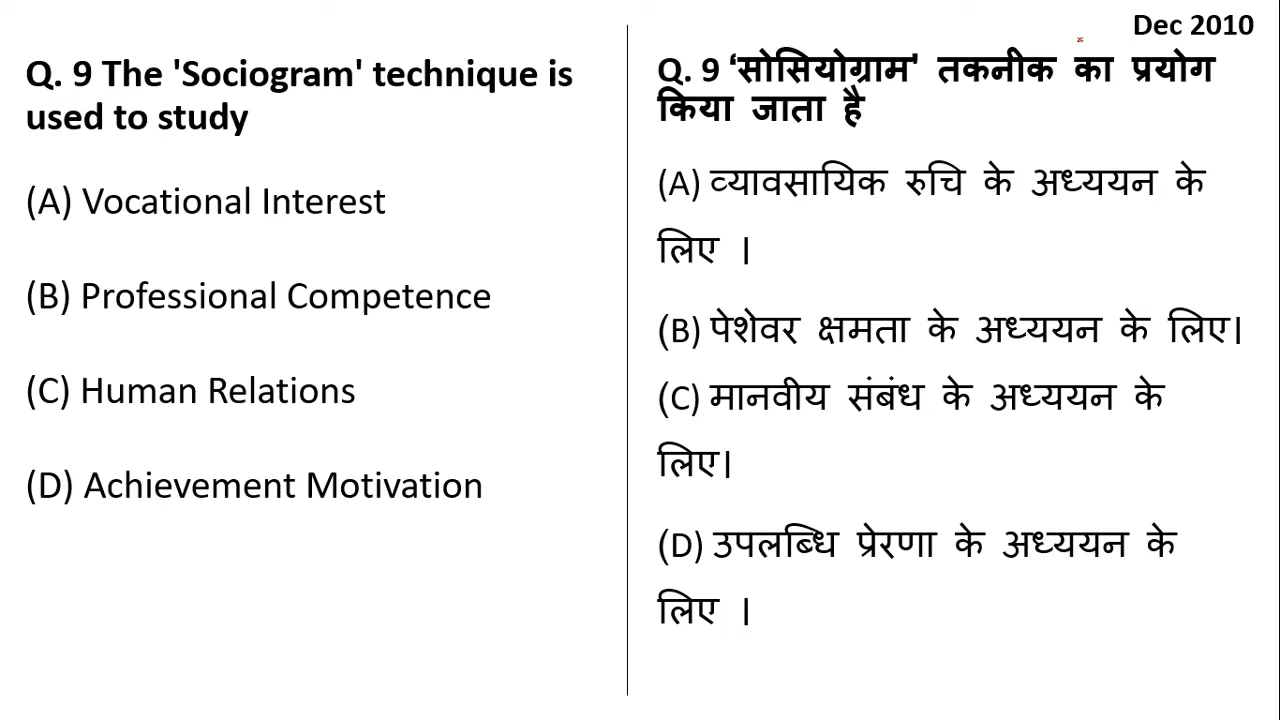 Dec 2010
Q. 9 The 'Sociogram' technique is
used to study
(A) Vocational Interest
(B) Professional Competence
(C) Human Relations
(D) Achievement Motivation
Q. 9 ‘सोसियोग्राम’ तकनीक का प्रयोग
किया जाता है
(A) व्यावसायिक रुचि के अध्ययन के
लिए ।
(B) पेशेवर क्षमता के अध्ययन के लिए।
(C) मानवीय संबंध के अध्ययन के
लिए।
(D) उपलब्धि प्रेरणा के अध्ययन के
लिए ।